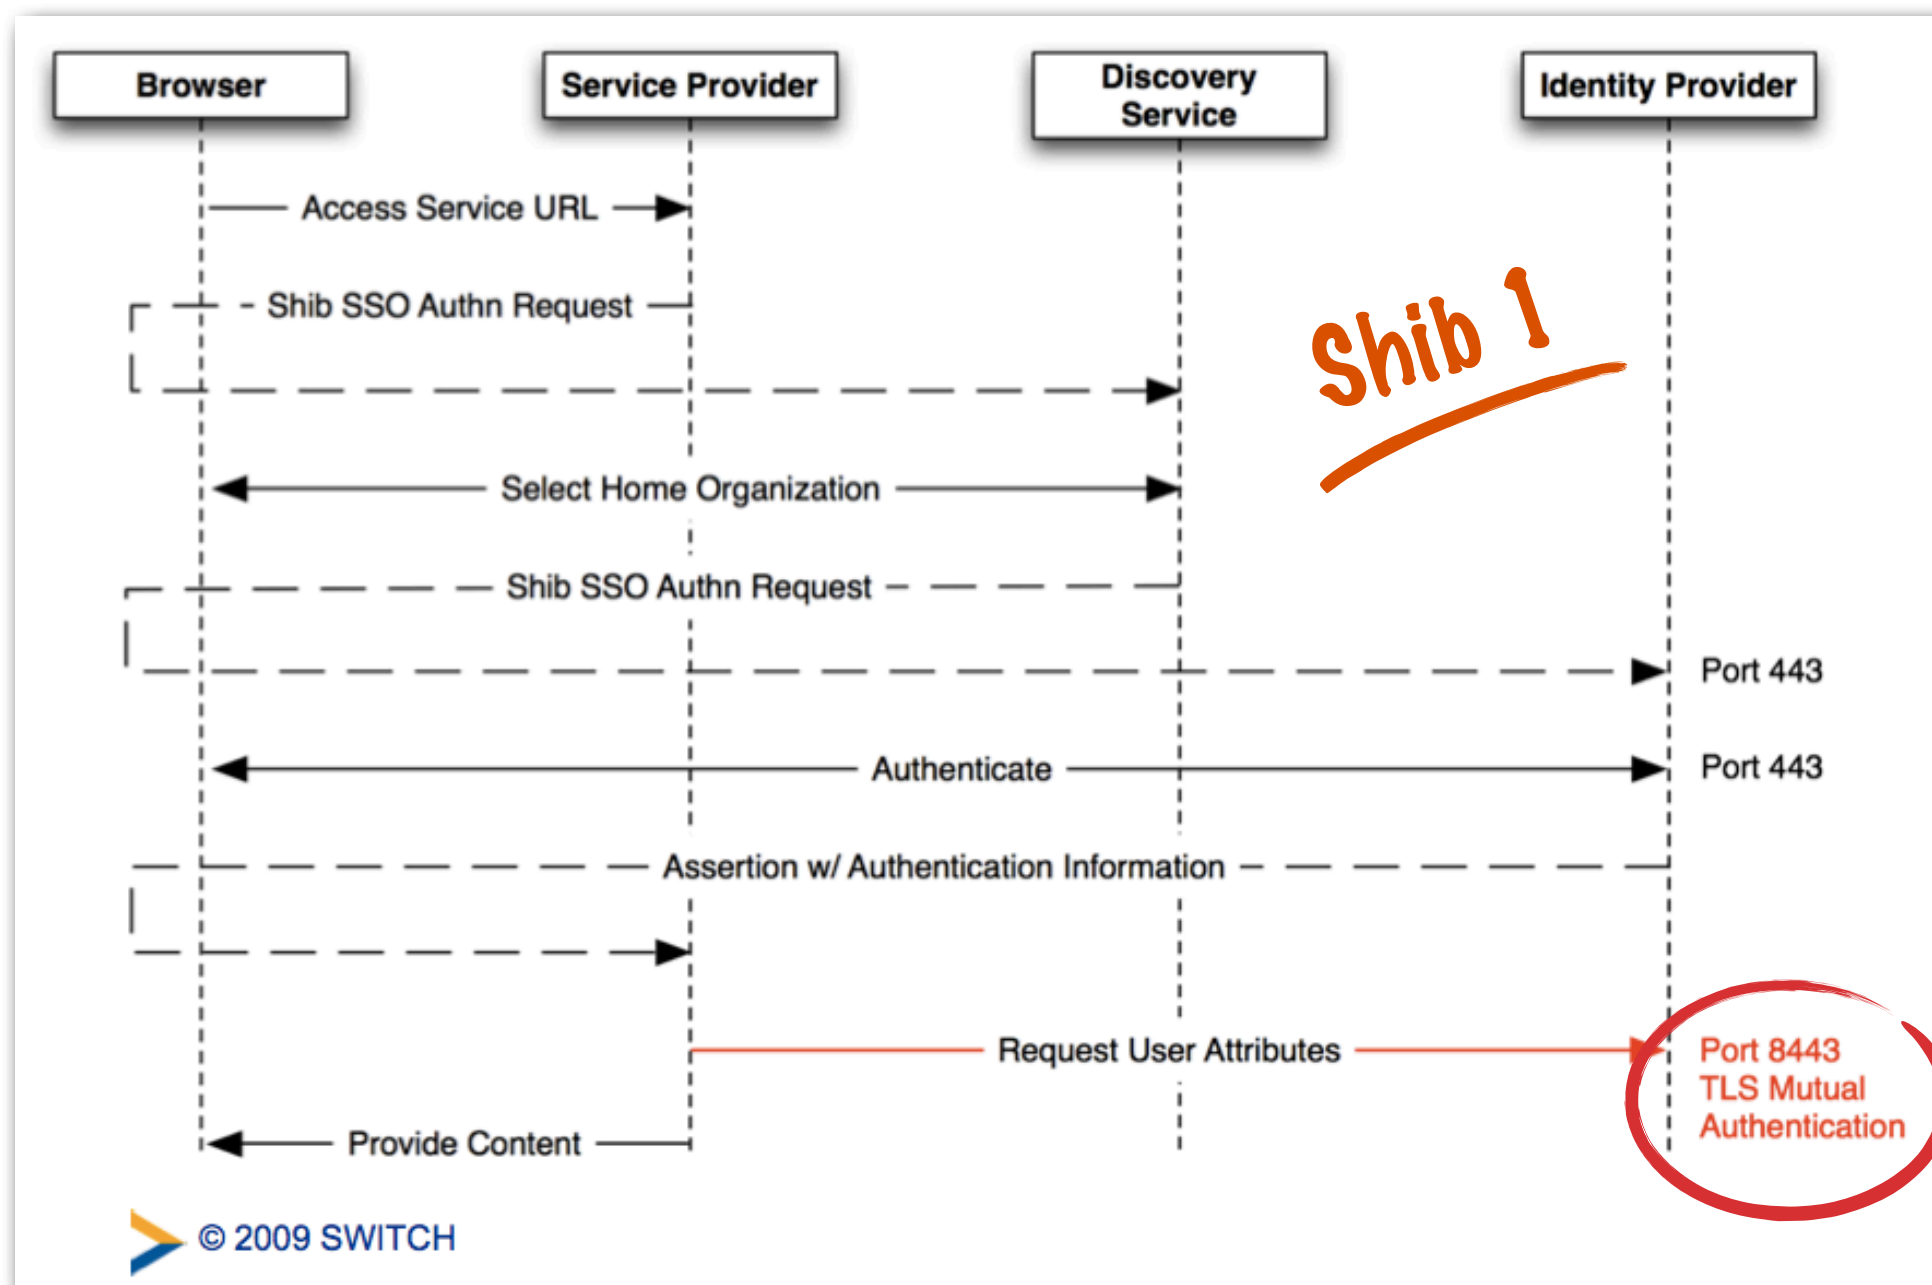 Browser
Service Provider
Discovery
Service
Identity Provider
Access Service URL
Shib SSO Authn Request
Shib 1
Select Home Organization
Shib SSO Authn Request
Port 443
Authenticate
Port 443
Assertion w/ Authentication Information
Request User Attributes
Port 8443
TLS Mutual
Authentication
Provide Content
© 2009 SWITCH